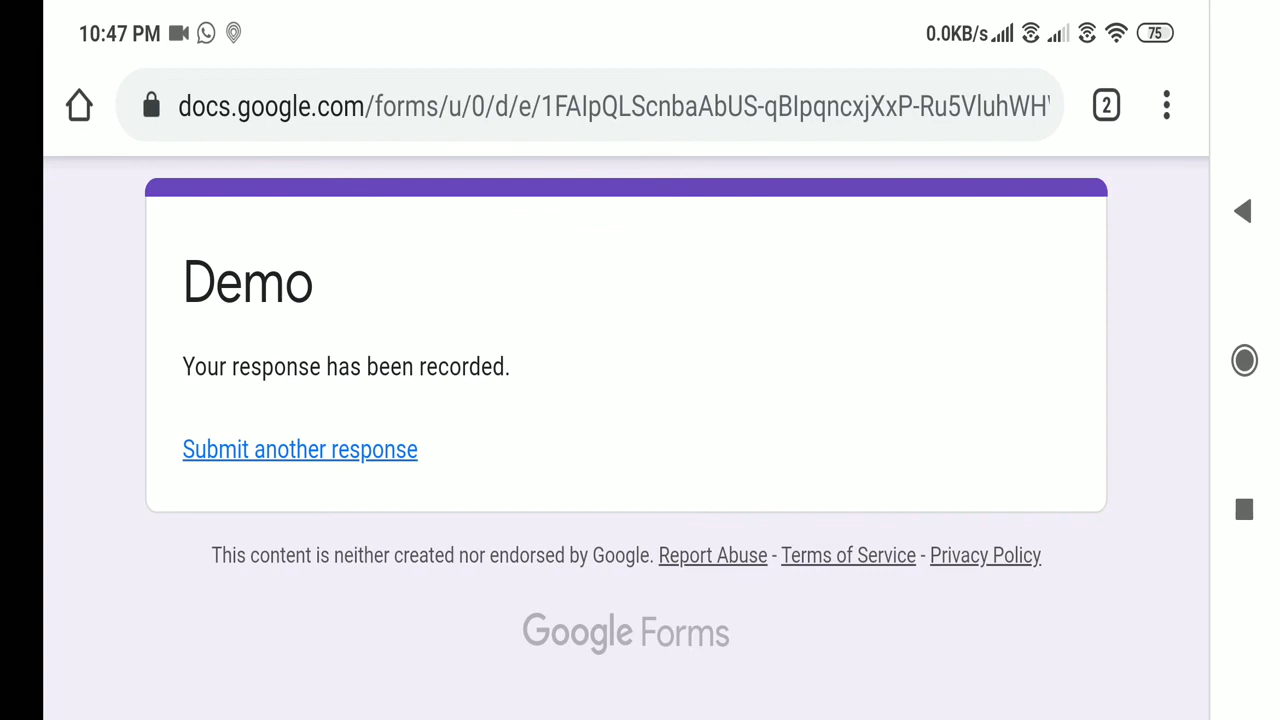 10:47 PM 0.0KB/s 75
docs.google.com/forms/u/0/d/e/1FAIpQLScnbaAbUS-qBIpqncxjXxP-Ru5VluhWH 2
Demo
Your response has been recorded.
Submit another response
This content is neither created nor endorsed by Google. Report Abuse - Terms of Service - Privacy Policy
Google Forms